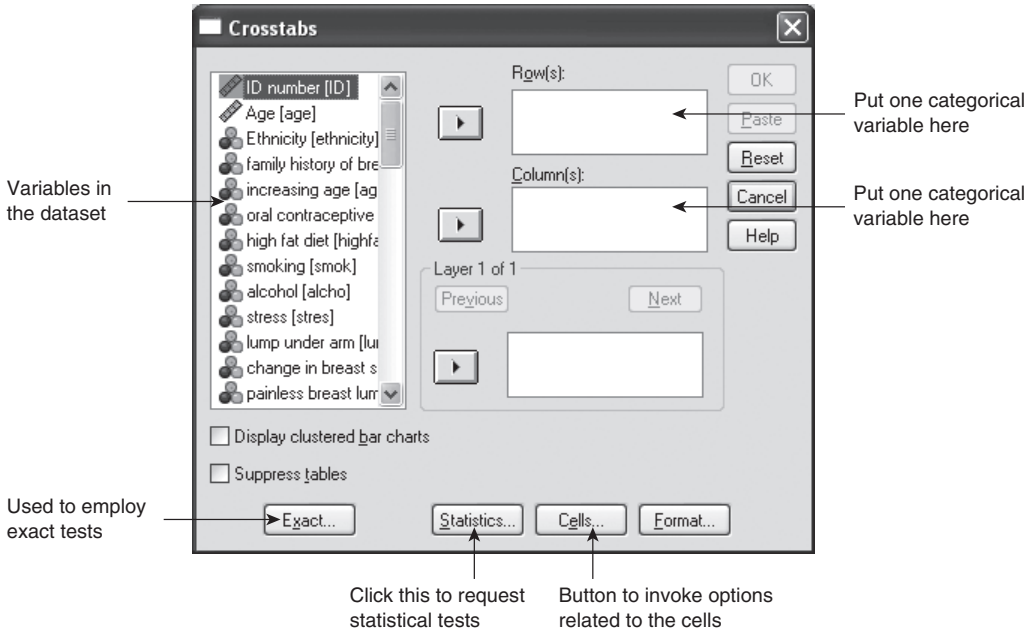 Crosstabs
ID number [ID]
Age [age]
Ethnicity [ethnicity]
family history of bre
increasing age [ag
oral contraceptive
high fat diet [highfa
smoking [smok]
alcohol [alcho]
stress [stres]
lump under arm [lur
change in breast s
painless breast lum
Row(s):
Column(s):
Layer 1 of 1
Previous
Next
OK
Paste
Reset
Cancel
Help
Display clustered bar charts
Suppress tables
Exact...
Statistics...
Cells...
Format...
Variables in
the dataset
Used to employ
exact tests
Put one categorical
variable here
Put one categorical
variable here
Click this to request
statistical tests
Button to invoke options
related to the cells